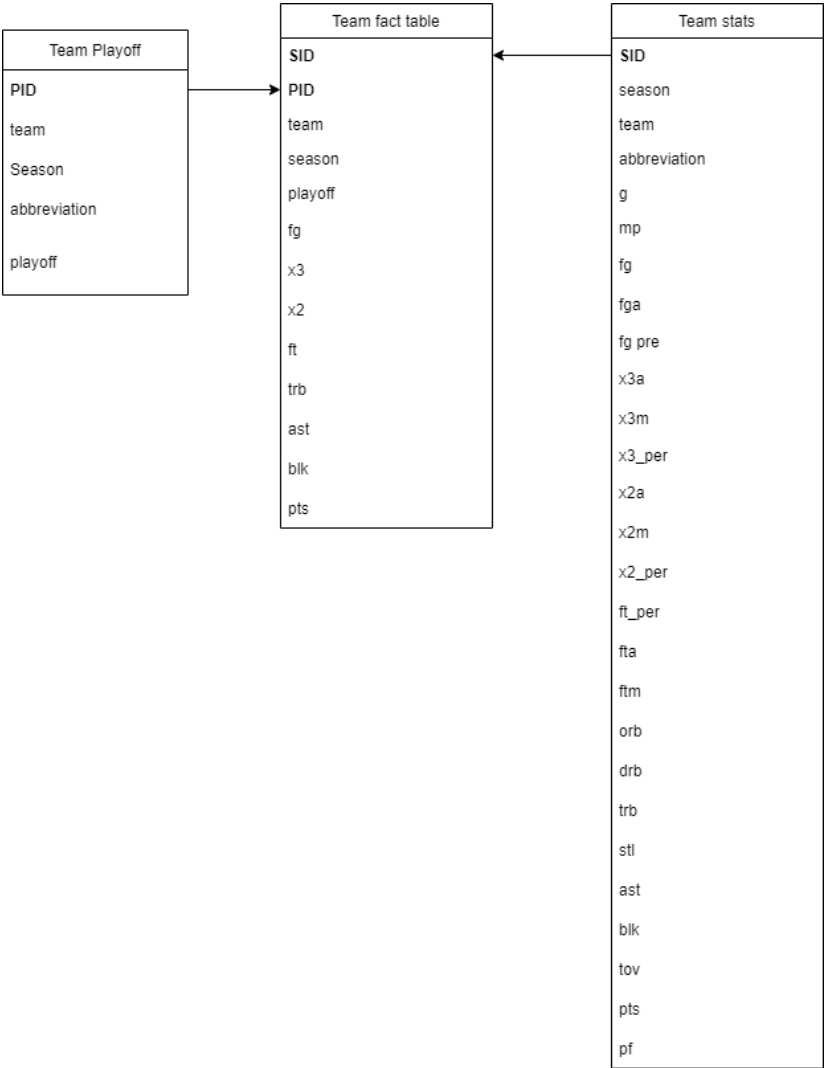 Team Playoff
PID
team
Season
abbreviation
playoff
Team fact table
SID
PID
team
season
playoff
fg
x3
x2
ft
trb
ast
blk
pts
Team stats
SID
season
team
abbreviation
g
mp
fg
fga
fg pre
x3a
x3m
x3_per
x2a
x2m
x2_per
ft_per
fta
ftm
orb
drb
trb
stl
ast
blk
tov
pts
pf